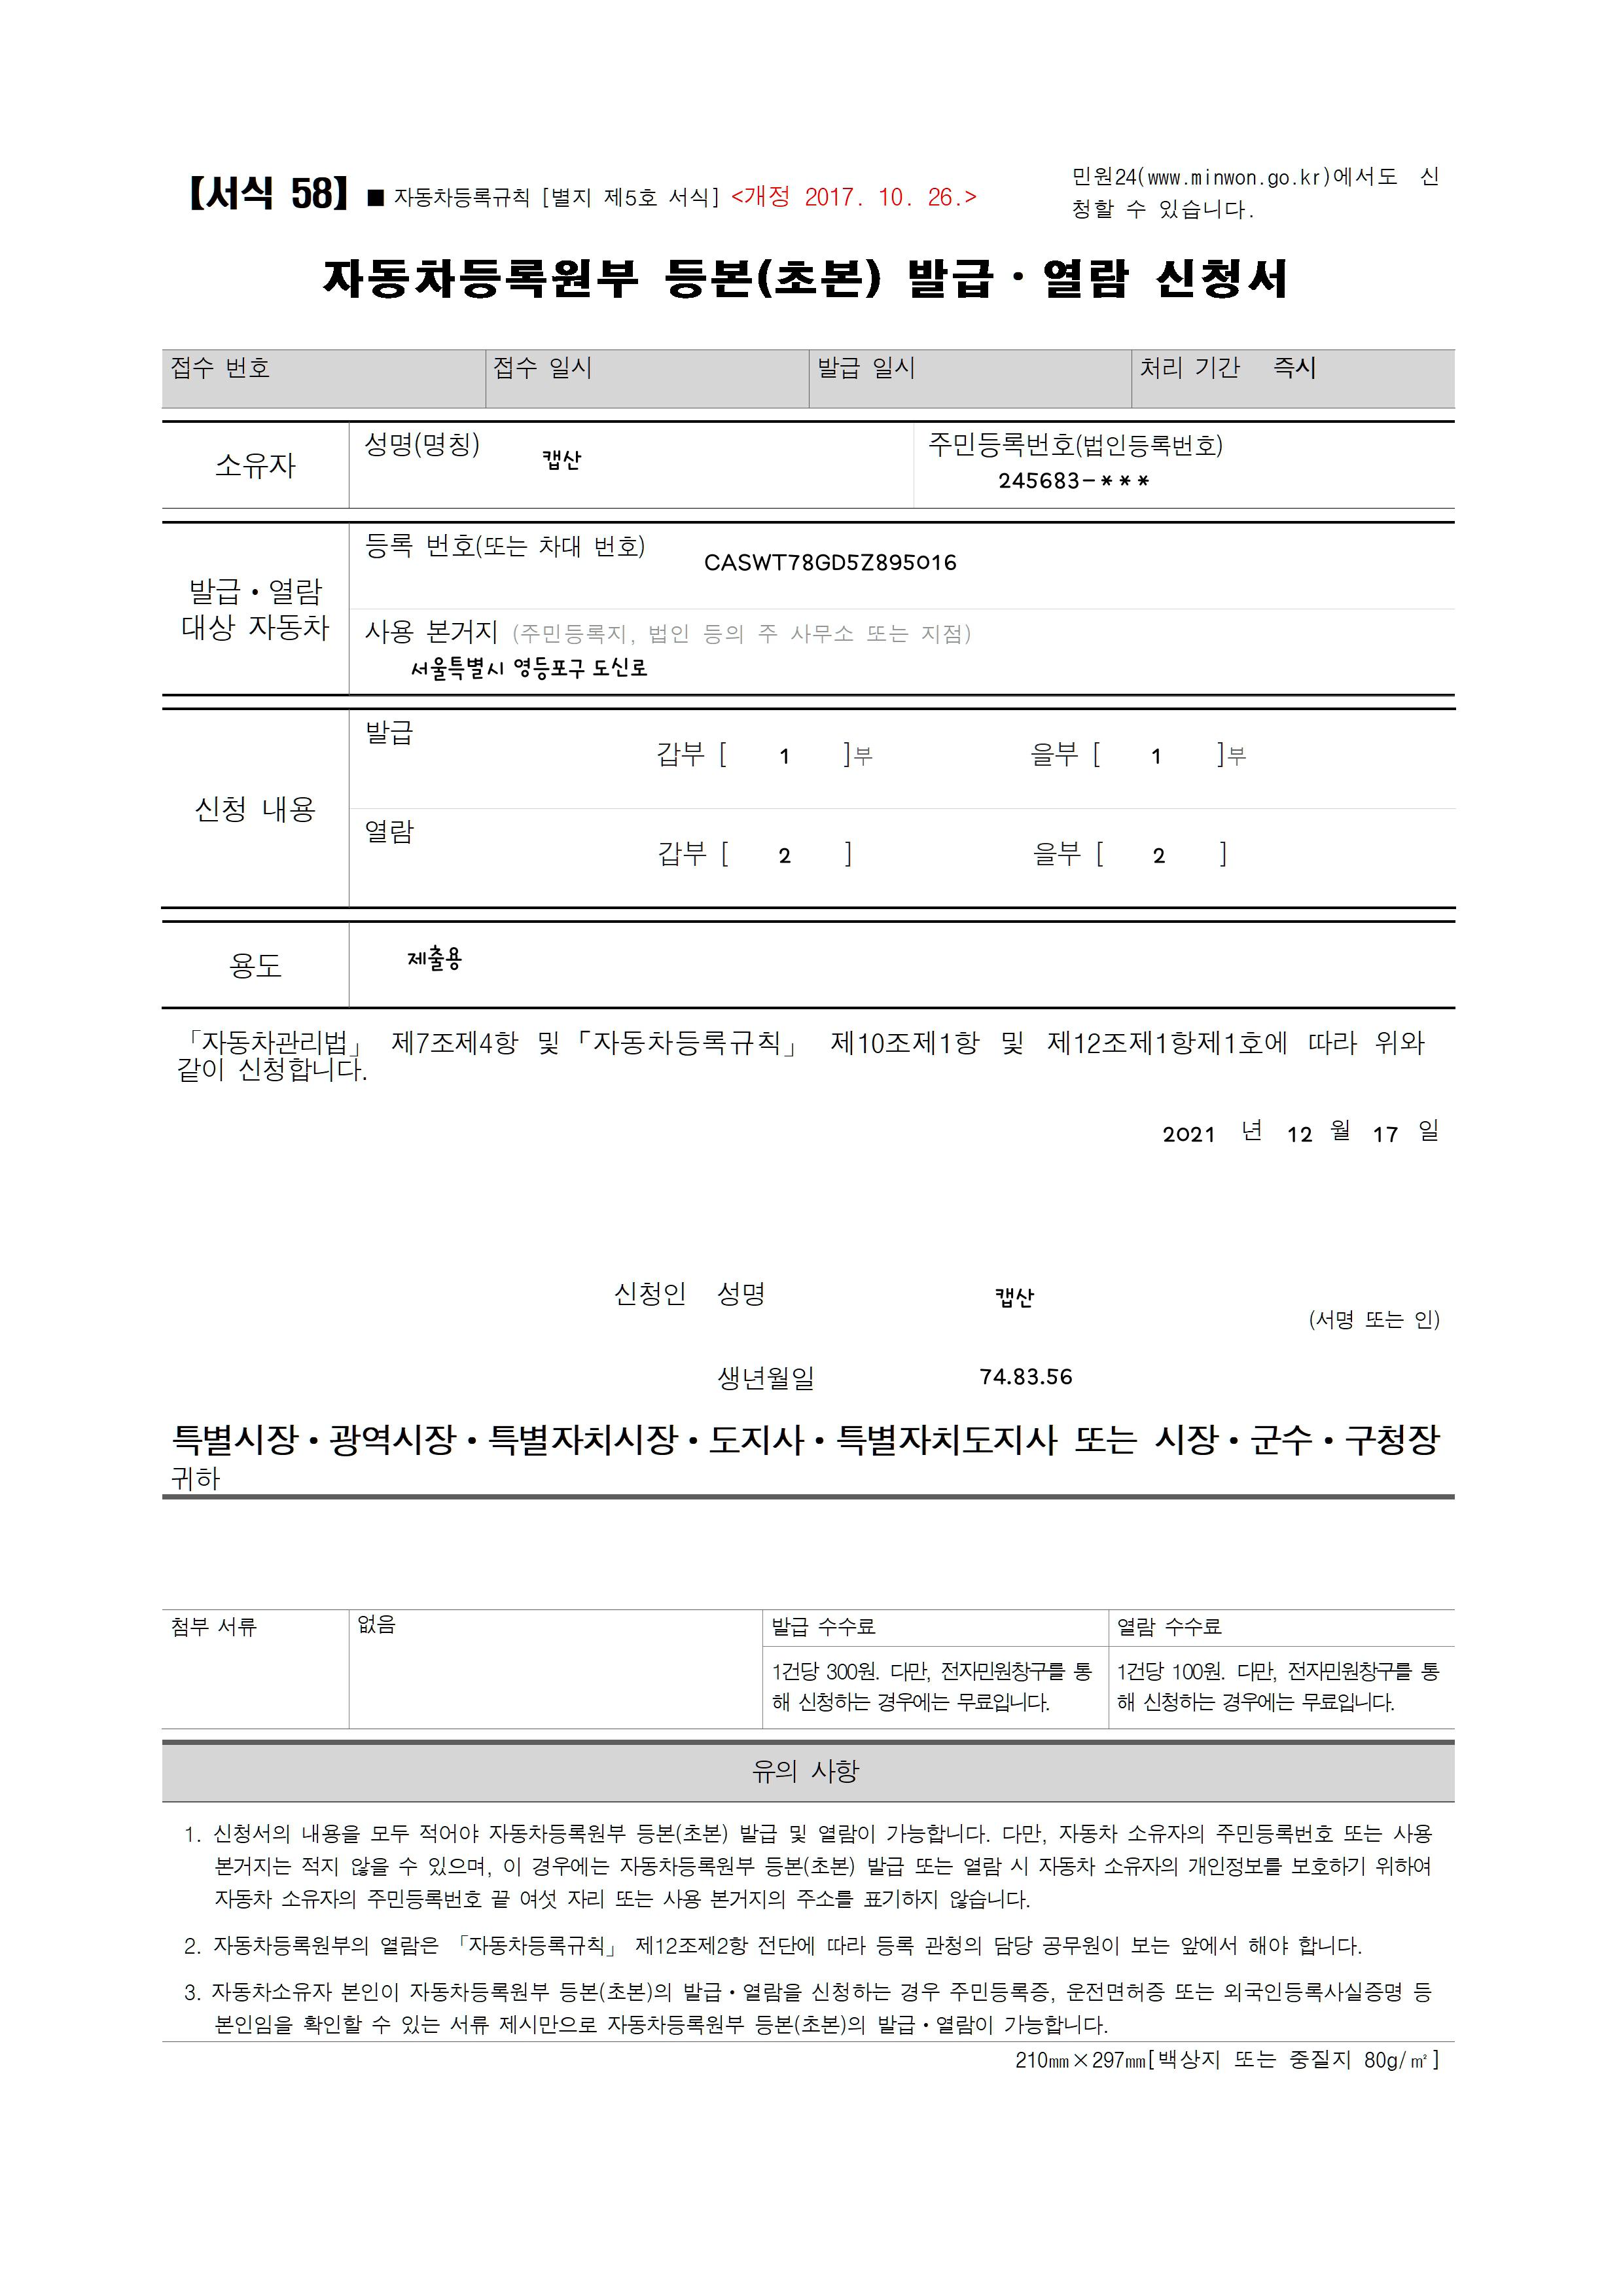 【서식 58】 ■ 자동차등록규칙 [별지 제5호 서식] <개정 2017. 10. 26.>
민원24(www.minwon.go.kr)에서도 신
청할 수 있습니다.
자동차등록원부 등본(초본) 발급·열람 신청서
접수 번호 접수 일시 발급 일시 처리 기간 즉시
소유자 성명(명칭) 캡산 주민등록번호(법인등록번호)
245683-***
발급·열람
대상 자동차
등록 번호(또는 차대 번호) CASWT78GD5Z895016
사용 본거지 (주민등록지, 법인 등의 주 사무소 또는 지점)
서울특별시 영등포구 도신로
신청 내용
발급
갑부 [ 1 ]부 을부 [ 1 ]부
열람
갑부 [ 2 ] 을부 [ 2 ]
용도 제출용
「자동차관리법」 제7조제4항 및 「자동차등록규칙」 제10조제1항 및 제12조제1항제1호에 따라 위와
같이 신청합니다.
2021 년 12 월 17 일
신청인 성명 캡산
(서명 또는 인)
생년월일 74.83.56
특별시장·광역시장·특별자치시장·도지사·특별자치도지사 또는 시장·군수·구청장
귀하
첨부 서류 없음 발급 수수료 열람 수수료
1건당 300원. 다만, 전자민원창구를 통
해 신청하는 경우에는 무료입니다.
1건당 100원. 다만, 전자민원창구를 통
해 신청하는 경우에는 무료입니다.
유의 사항
1. 신청서의 내용을 모두 적어야 자동차등록원부 등본(초본) 발급 및 열람이 가능합니다. 다만, 자동차 소유자의 주민등록번호 또는 사용
본거지는 적지 않을 수 있으며, 이 경우에는 자동차등록원부 등본(초본) 발급 또는 열람 시 자동차 소유자의 개인정보를 보호하기 위하여
자동차 소유자의 주민등록번호 끝 여섯 자리 또는 사용 본거지의 주소를 표기하지 않습니다.
2. 자동차등록원부의 열람은 「자동차등록규칙」 제12조제2항 전단에 따라 등록 관청의 담당 공무원이 보는 앞에서 해야 합니다.
3. 자동차소유자 본인이 자동차등록원부 등본(초본)의 발급·열람을 신청하는 경우 주민등록증, 운전면허증 또는 외국인등록사실증명 등
본인임을 확인할 수 있는 서류 제시만으로 자동차등록원부 등본(초본)의 발급·열람이 가능합니다.
210㎜×297㎜[백상지 또는 중질지 80g/㎡]